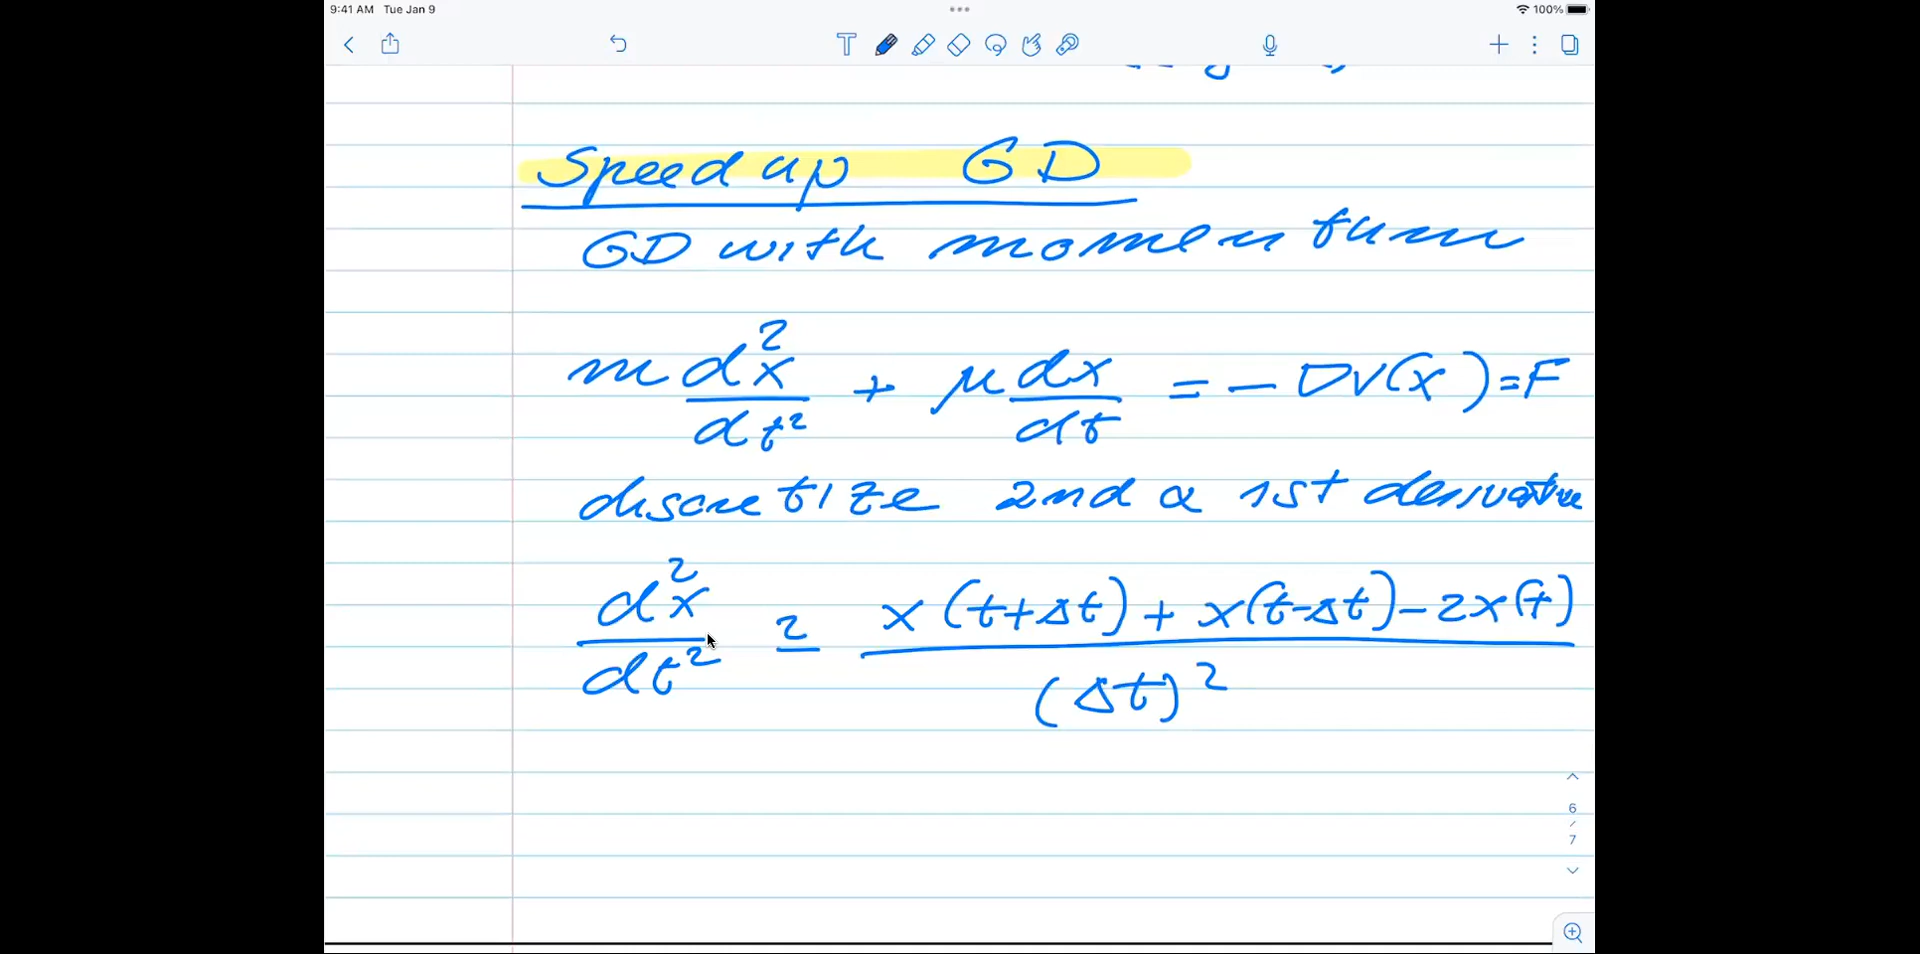 9:41 AM Tue Jan 9
100%
Speed up GD
GD with momentum
m d²x/dt² + μ dx/dt = - ∇V(x) = F
discretize 2nd & 1st derivative
d²x/dt² ≃ x(t+Δt) + x(t-Δt) - 2x(t) / (Δt)²
6
/
7